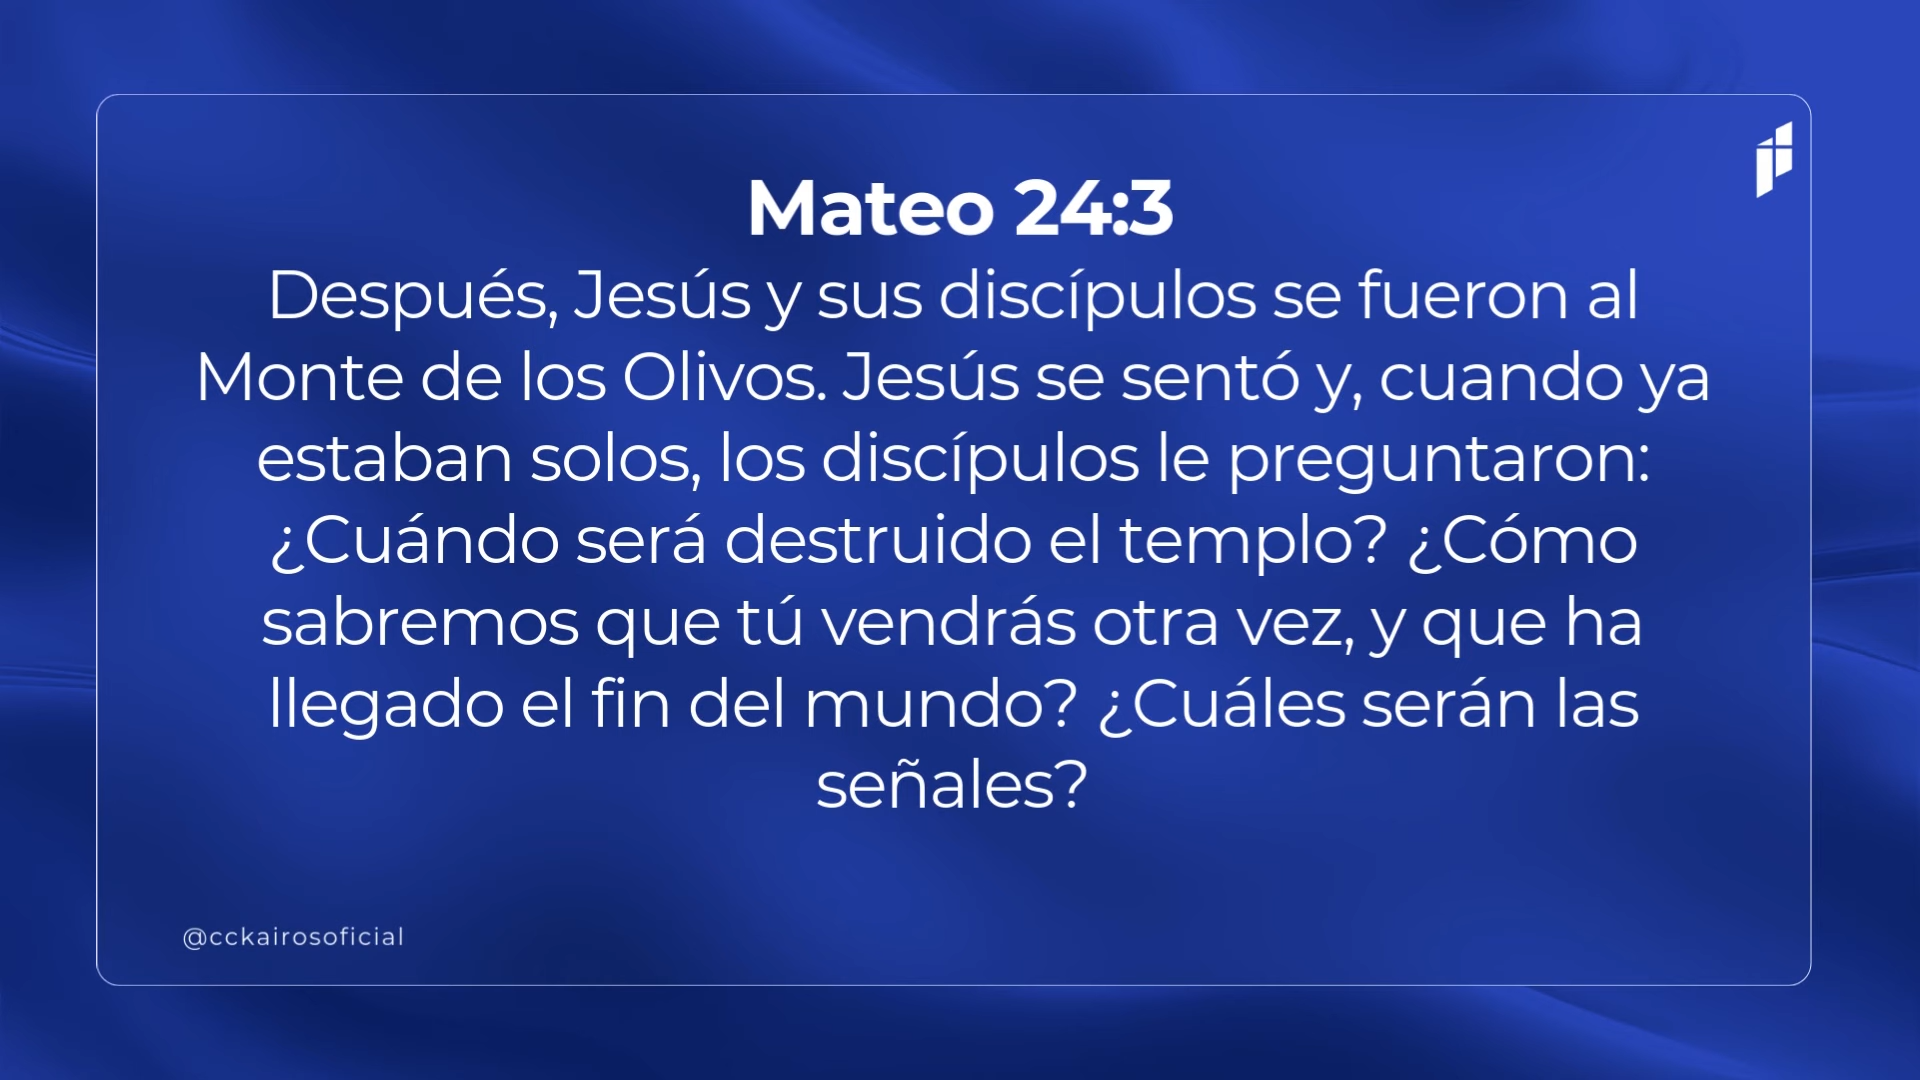 Mateo 24:3
Después, Jesús y sus discípulos se fueron al
Monte de los Olivos. Jesús se sentó y, cuando ya
estaban solos, los discípulos le preguntaron:
¿Cuándo será destruido el templo? ¿Cómo
sabremos que tú vendrás otra vez, y que ha
llegado el fin del mundo? ¿Cuáles serán las
señales?
@cckairosoficial